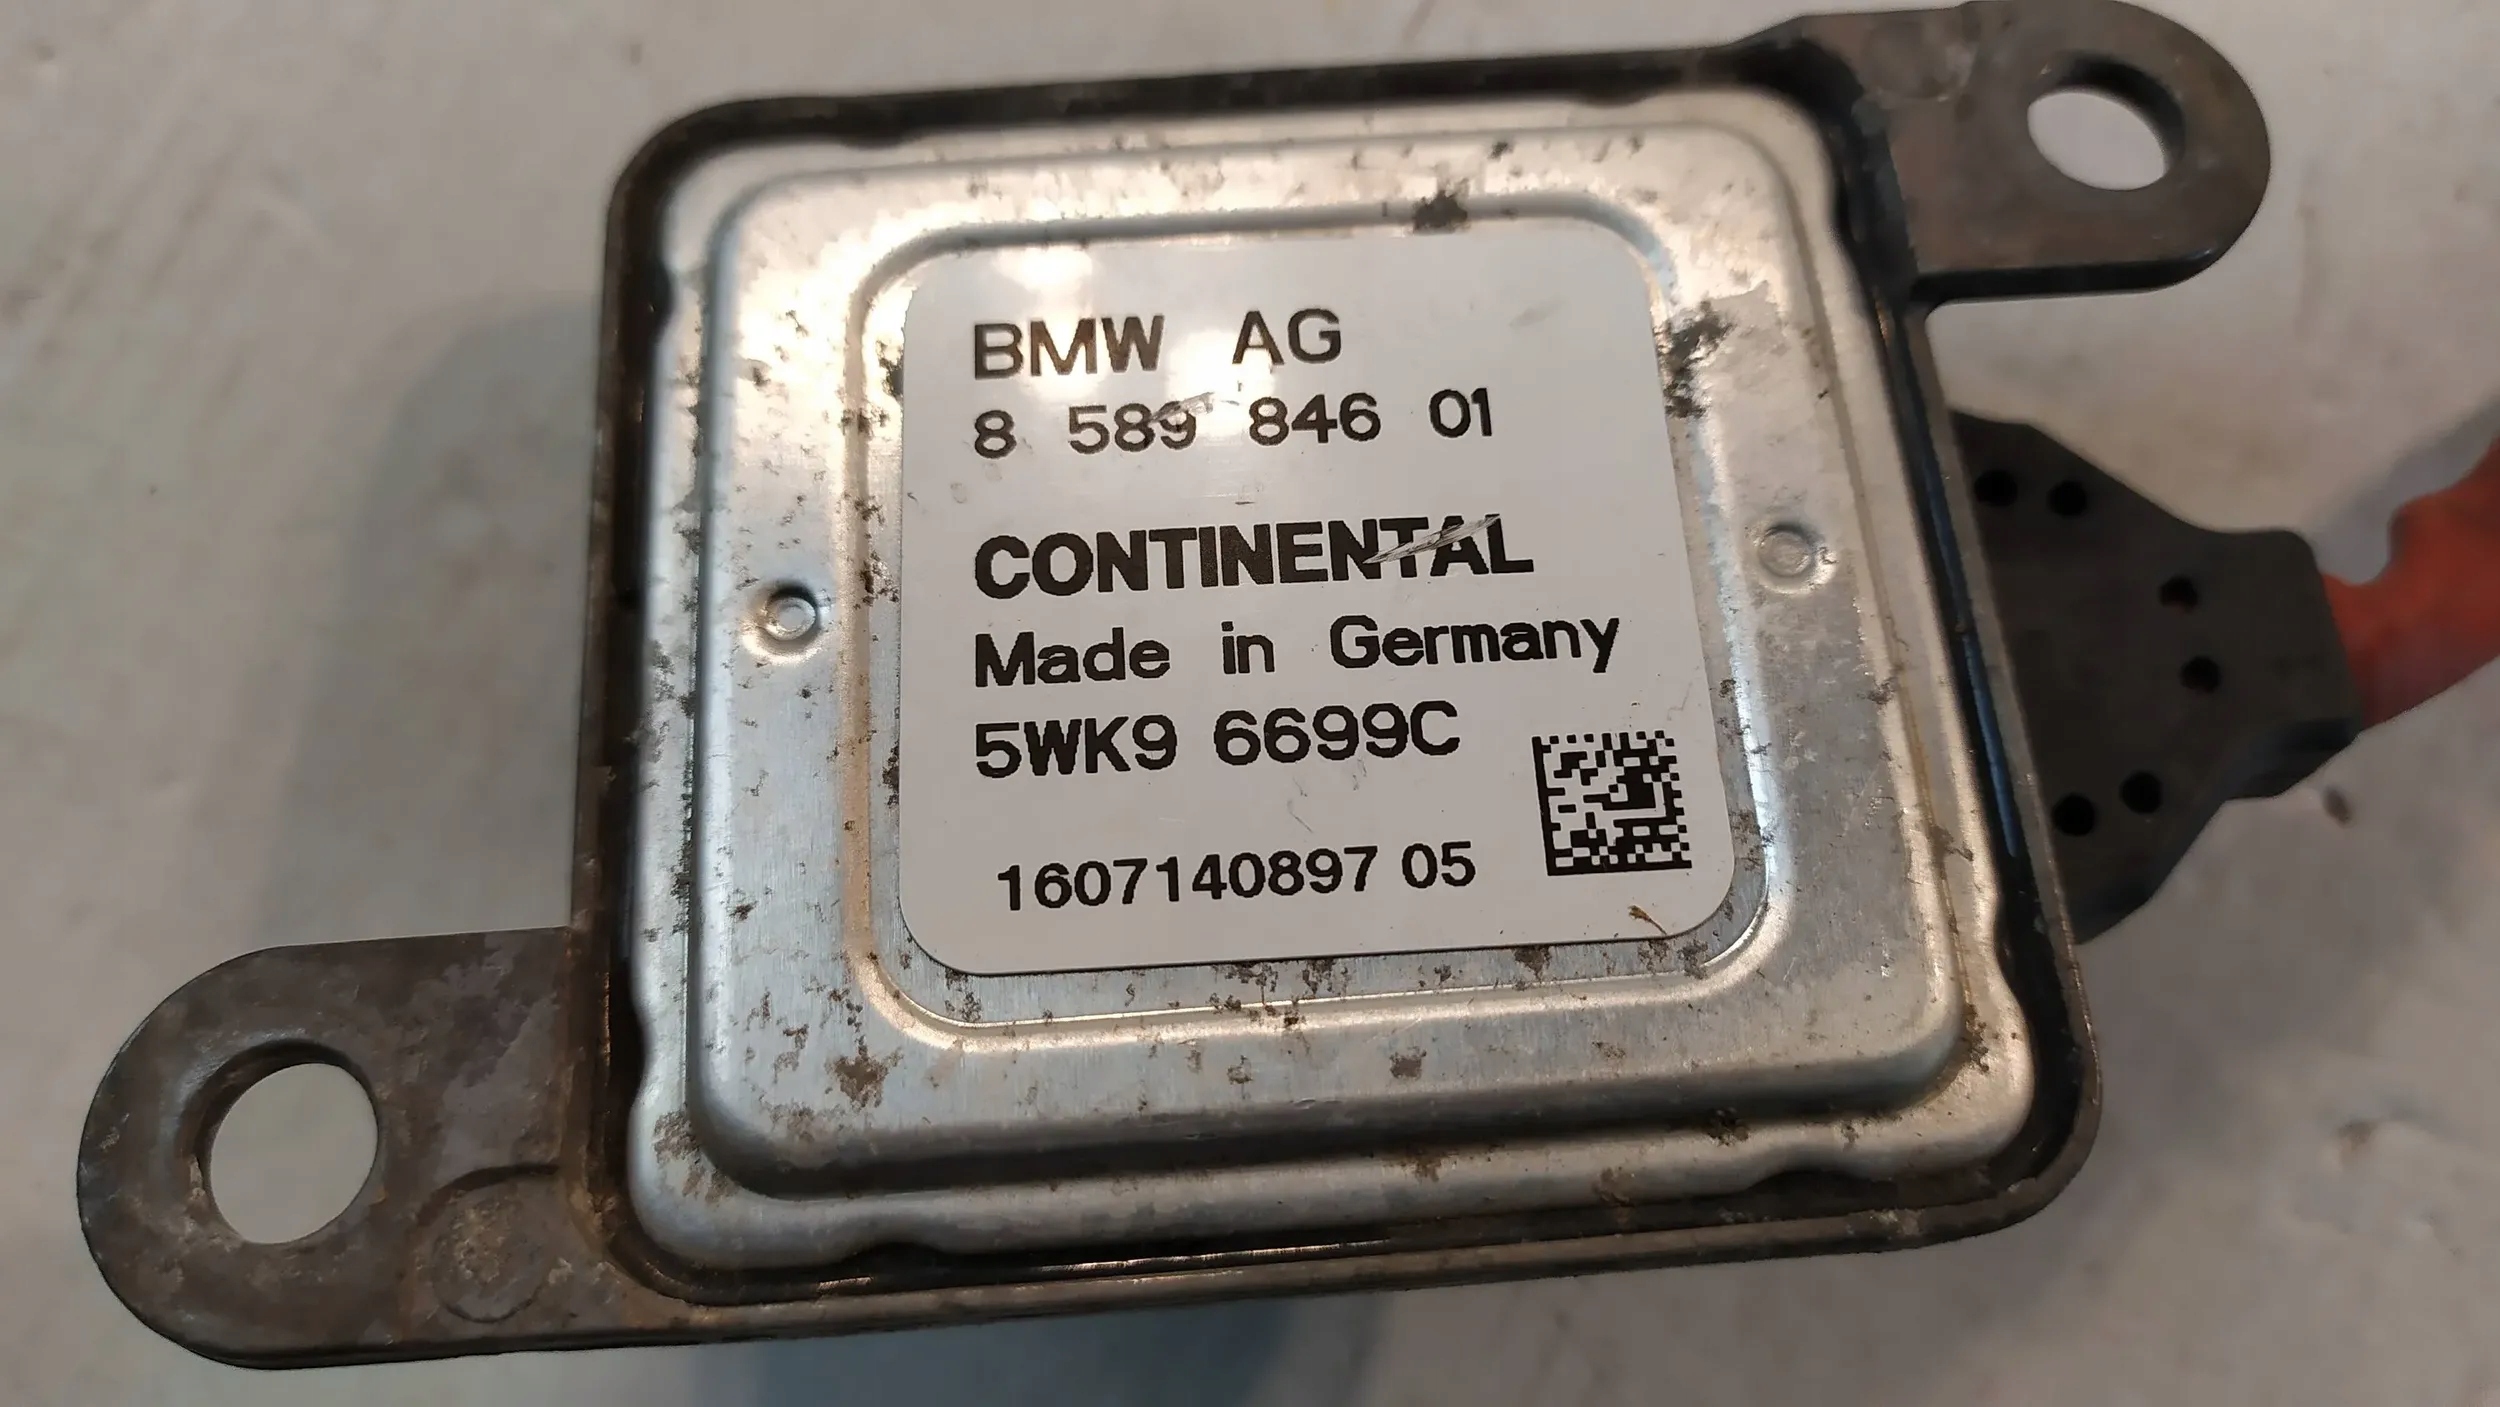 BMW AG
8 589 846 01
CONTINENTAL
Made in Germany
5WK9 6699C
1607140897 05